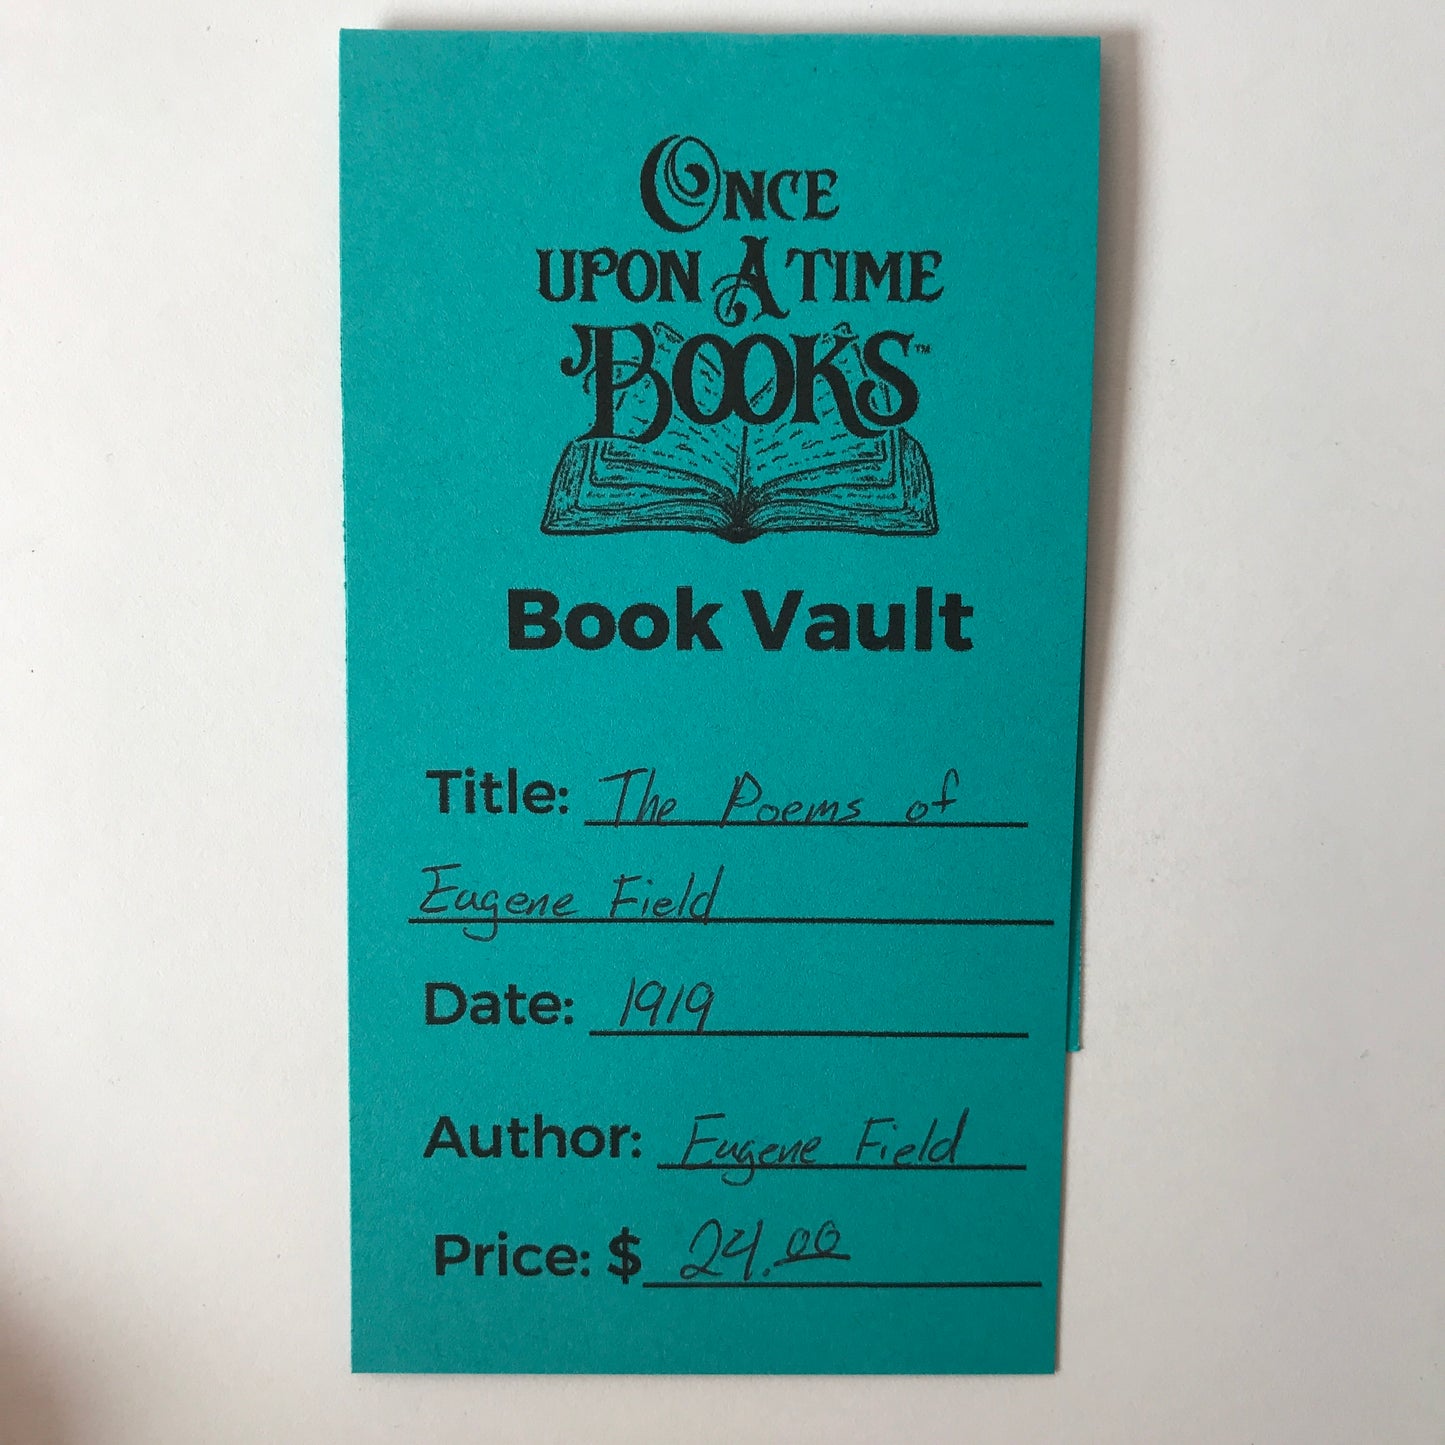 ONCE
UPON A TIME
BOOKS™
Book Vault
Title: The Poems of
Eugene Field
Date: 1919
Author: Eugene Field
Price: $ 24.00